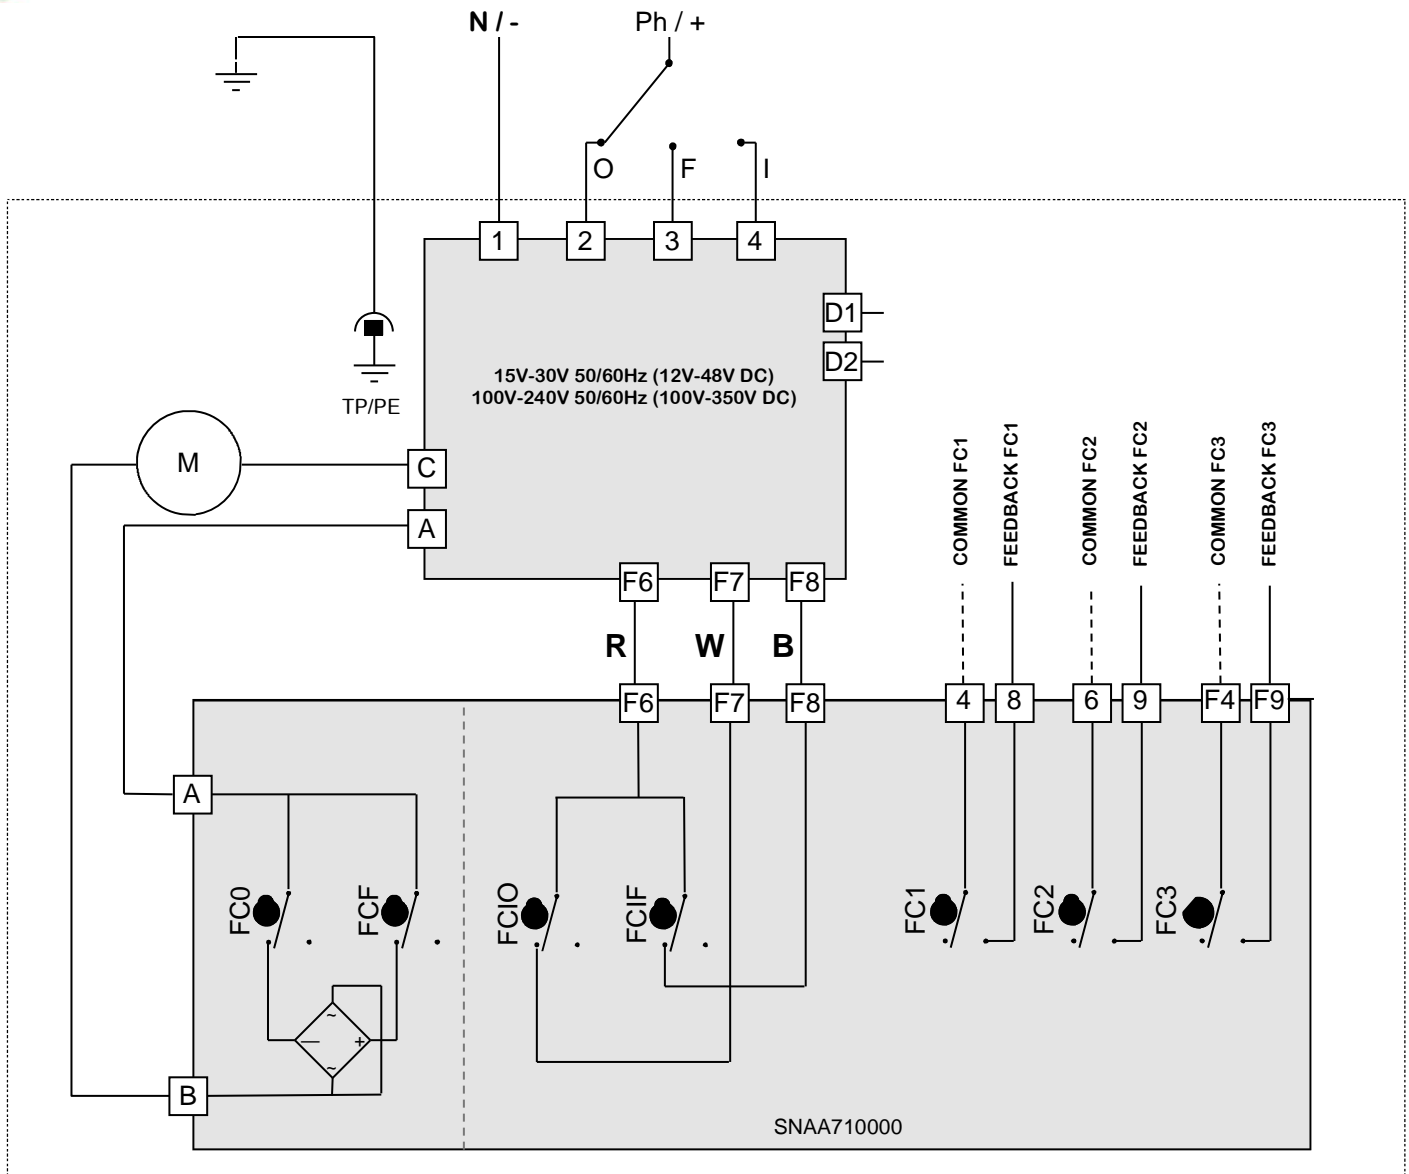 N / -
Ph / +
O
F
I
1
2
3
4
D1
D2
15V-30V 50/60Hz (12V-48V DC)
100V-240V 50/60Hz (100V-350V DC)
TP/PE
M
C
A
F6
F7
F8
R
W
B
COMMON FC1
FEEDBACK FC1
COMMON FC2
FEEDBACK FC2
COMMON FC3
FEEDBACK FC3
F6
F7
F8
4
8
6
9
F4
F9
A
FC0
FCF
FCIO
FCIF
FC1
FC2
FC3
~
— +
~
B
SNAA710000